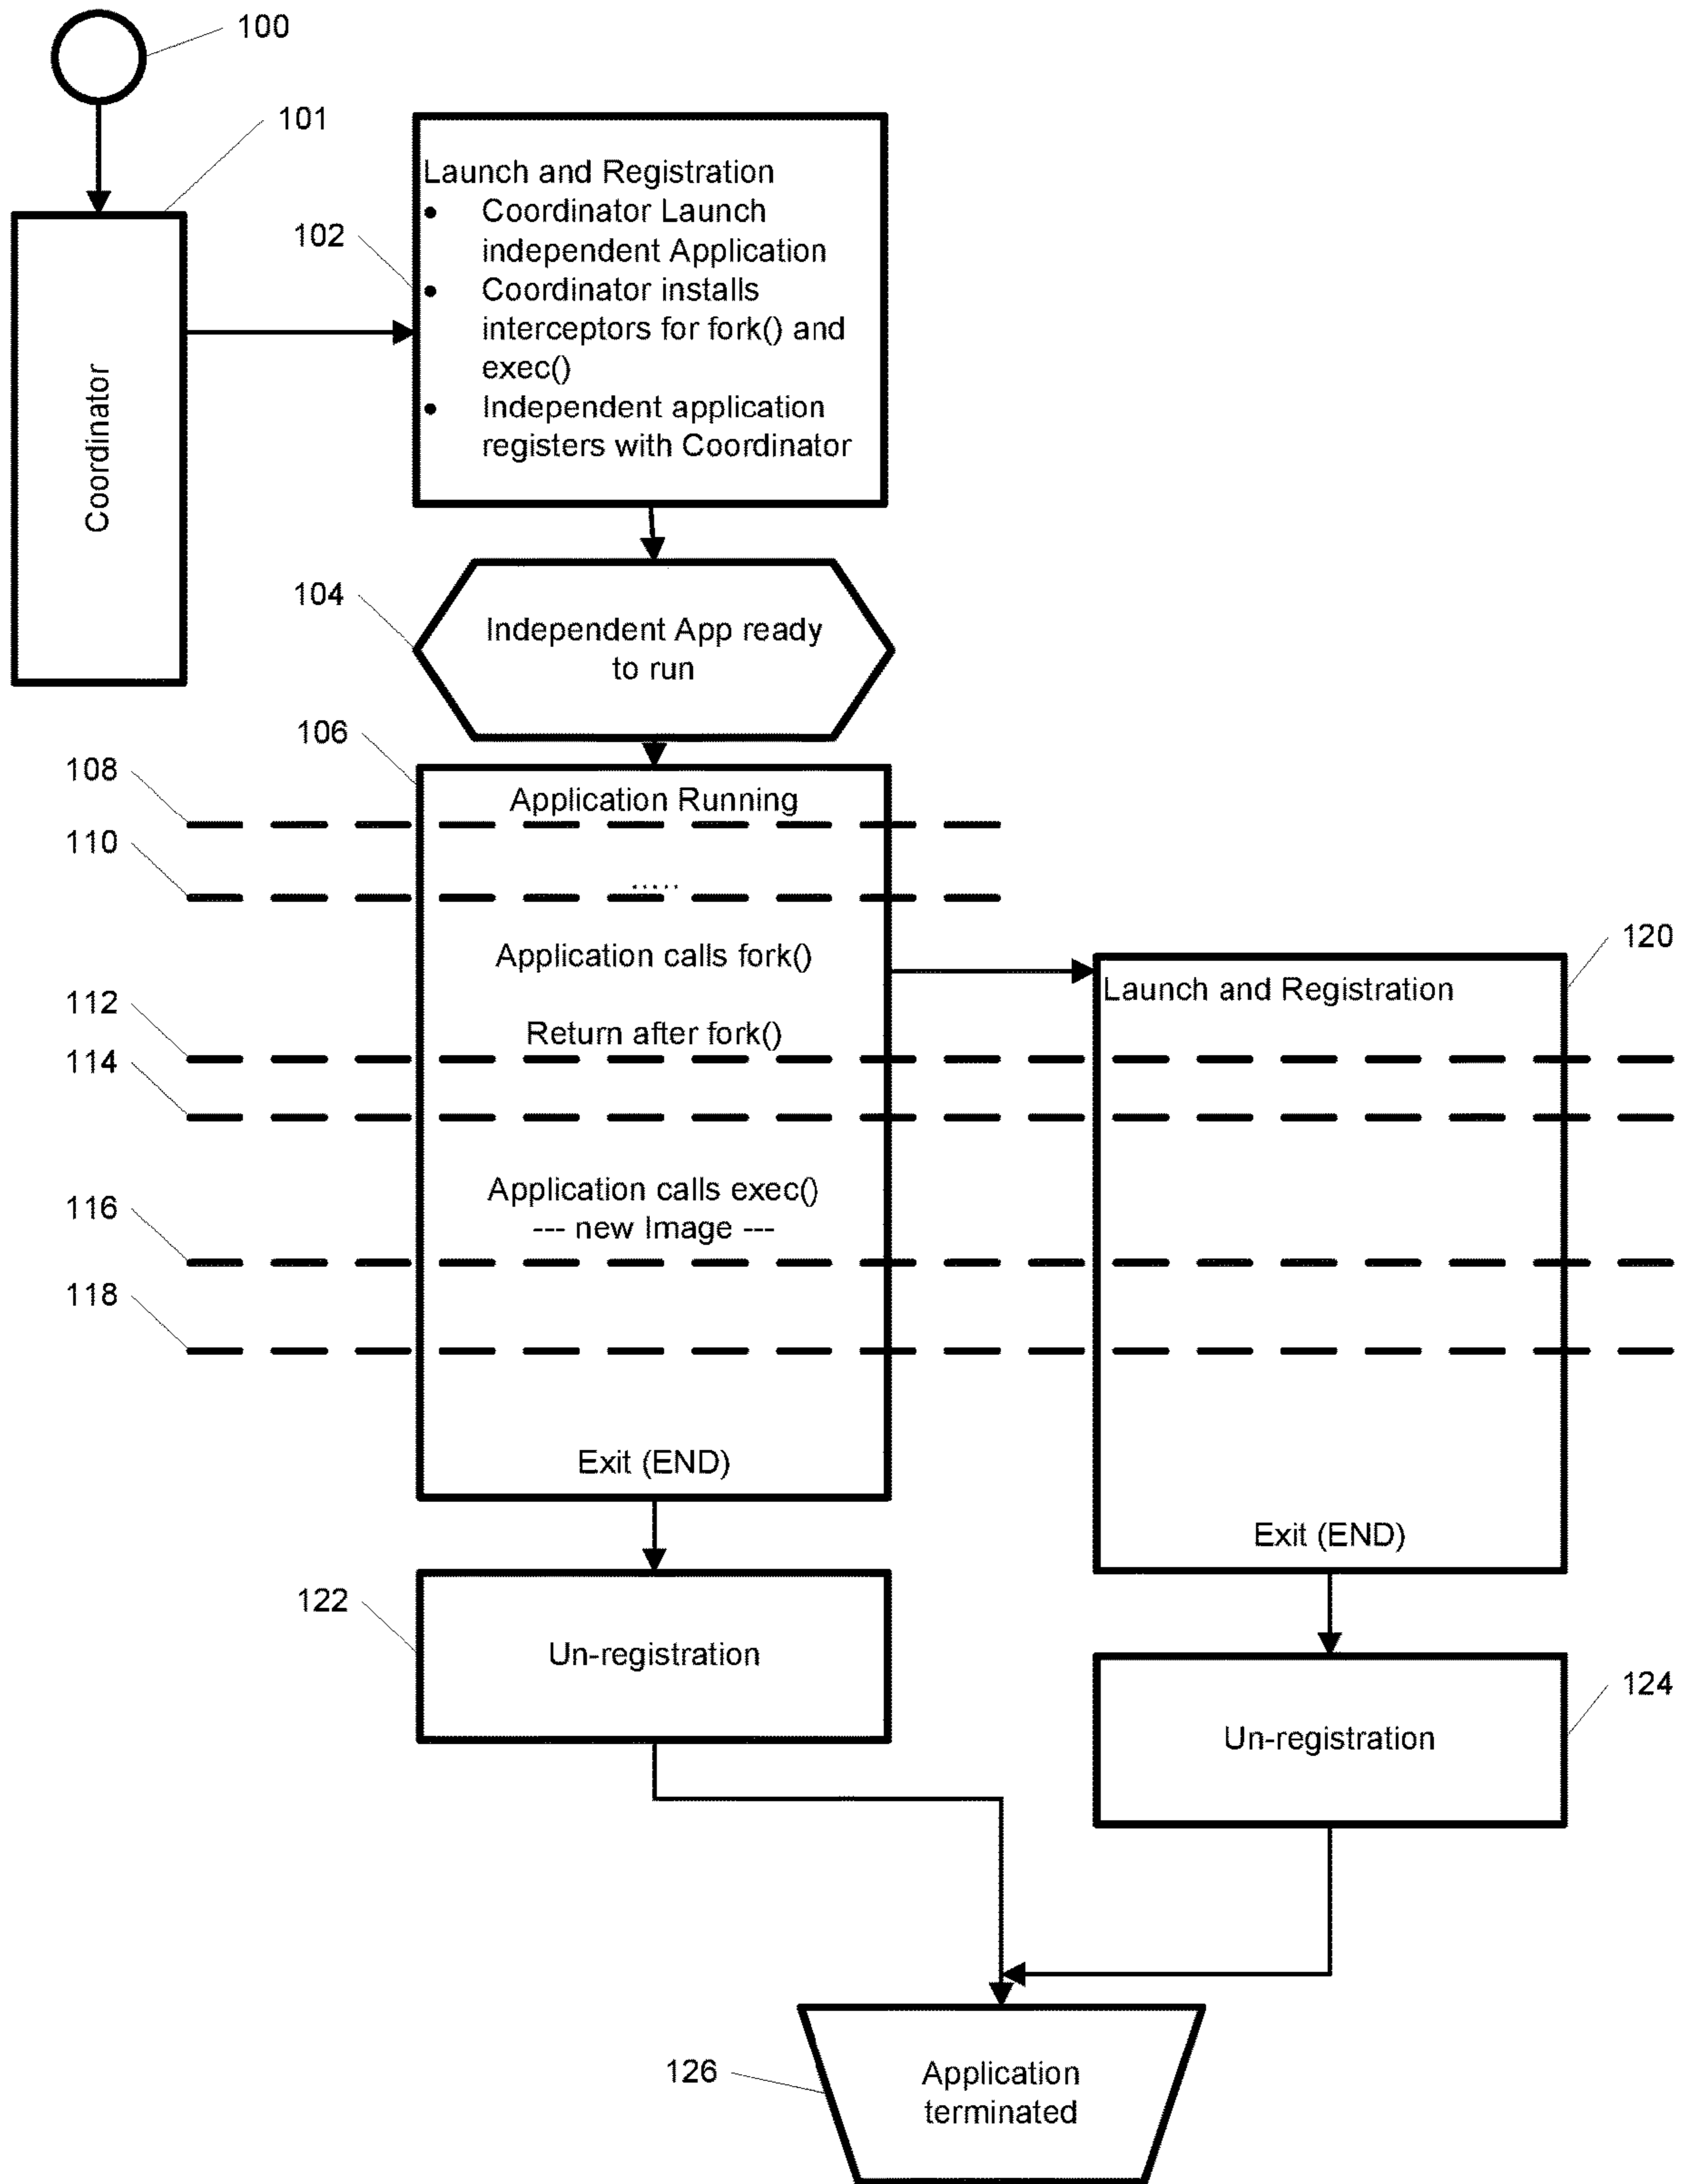 100
101
Coordinator
Launch and Registration
• Coordinator Launch
independent Application
102
• Coordinator installs
interceptors for fork() and
exec()
• Independent application
registers with Coordinator
104
Independent App ready
to run
106
108
Application Running
110
.....
Application calls fork()
120
Launch and Registration
112
Return after fork()
114
Application calls exec()
116
--- new Image ---
118
Exit (END)
Exit (END)
122
Un-registration
124
Un-registration
126
Application
terminated